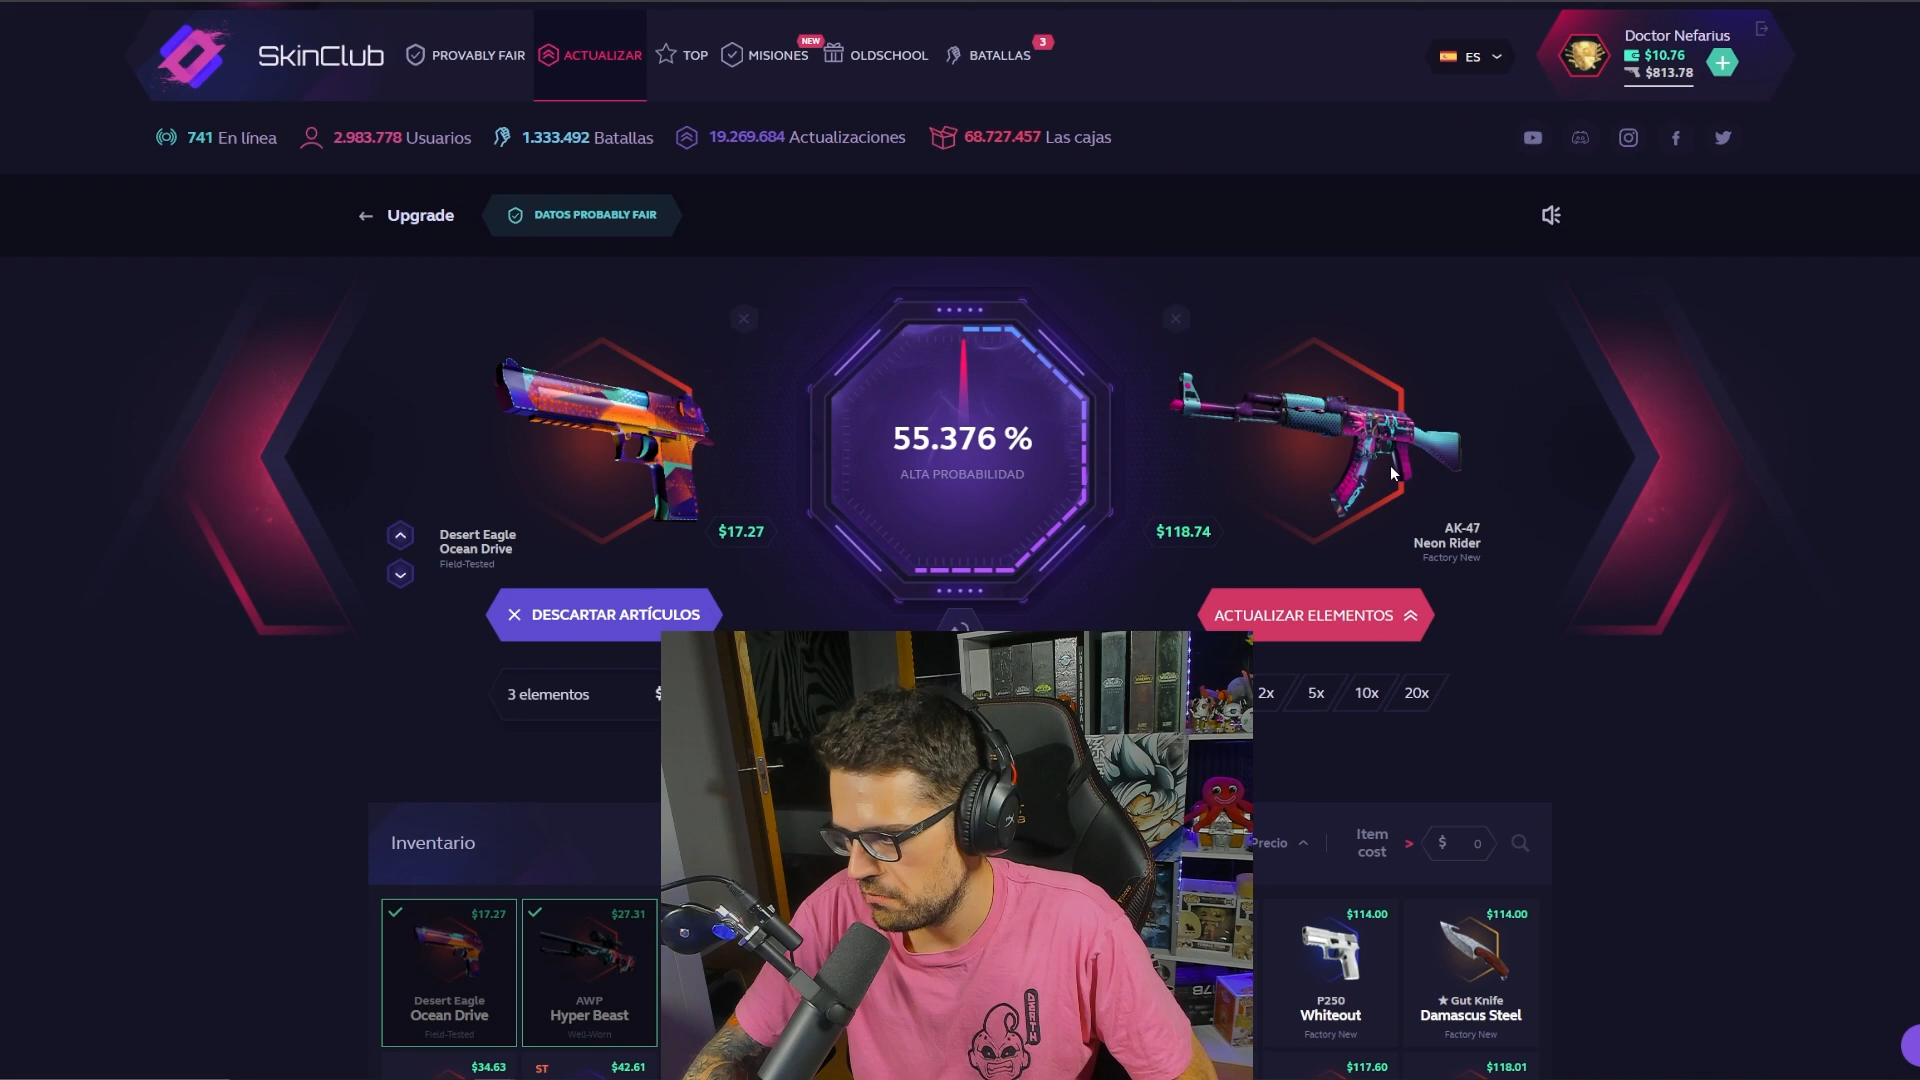 SkinClub
PROVABLY FAIR
ACTUALIZAR
TOP
MISIONES
NEW
OLDSCHOOL
BATALLAS
3
ES
Doctor Nefarius
$10.76
$813.78
741 En línea
2.983.778 Usuarios
1.333.492 Batallas
19.269.684 Actualizaciones
68.727.457 Las cajas
Upgrade
DATOS PROBABLY FAIR
55.376 %
ALTA PROBABILIDAD
Desert Eagle
Ocean Drive
Field-Tested
$17.27
$118.74
AK-47
Neon Rider
Factory New
DESCARTAR ARTÍCULOS
ACTUALIZAR ELEMENTOS
3 elementos
2x
5x
10x
20x
Inventario
Precio
Item
cost
> $ 0
$17.27
Desert Eagle
Ocean Drive
Field-Tested
$27.31
AWP
Hyper Beast
Well-Worn
$114.00
P250
Whiteout
Factory New
$114.00
★ Gut Knife
Damascus Steel
Factory New
$34.63
ST
$42.61
$117.60
$118.01
DEATH